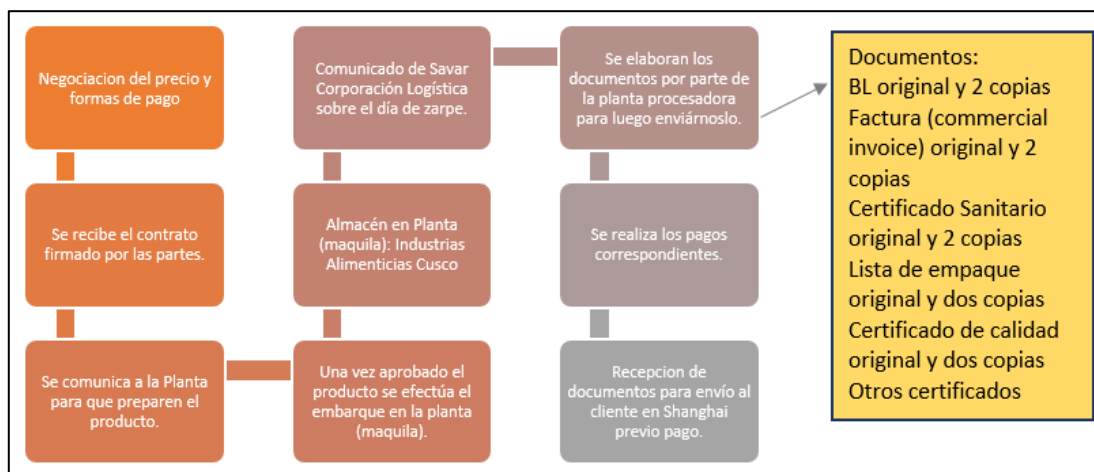 Negociacion del precio y
formas de pago
Se recibe el contrato
firmado por las partes.
Se comunica a la Planta
para que preparen el
producto.
Una vez aprobado el
producto se efectúa el
embarque en la planta
(maquila).
Almacén en Planta
(maquila): Industrias
Alimenticias Cusco
Comunicado de Savar
Corporación Logística
sobre el día de zarpe.
Se elaboran los
documentos por parte de
la planta procesadora
para luego enviárnoslo.
Se realiza los pagos
correspondientes.
Recepcion de
documentos para envío al
cliente en Shanghai
previo pago.
Documentos:
BL original y 2 copias
Factura (commercial
invoice) original y 2
copias
Certificado Sanitario
original y 2 copias
Lista de empaque
original y dos copias
Certificado de calidad
original y dos copias
Otros certificados